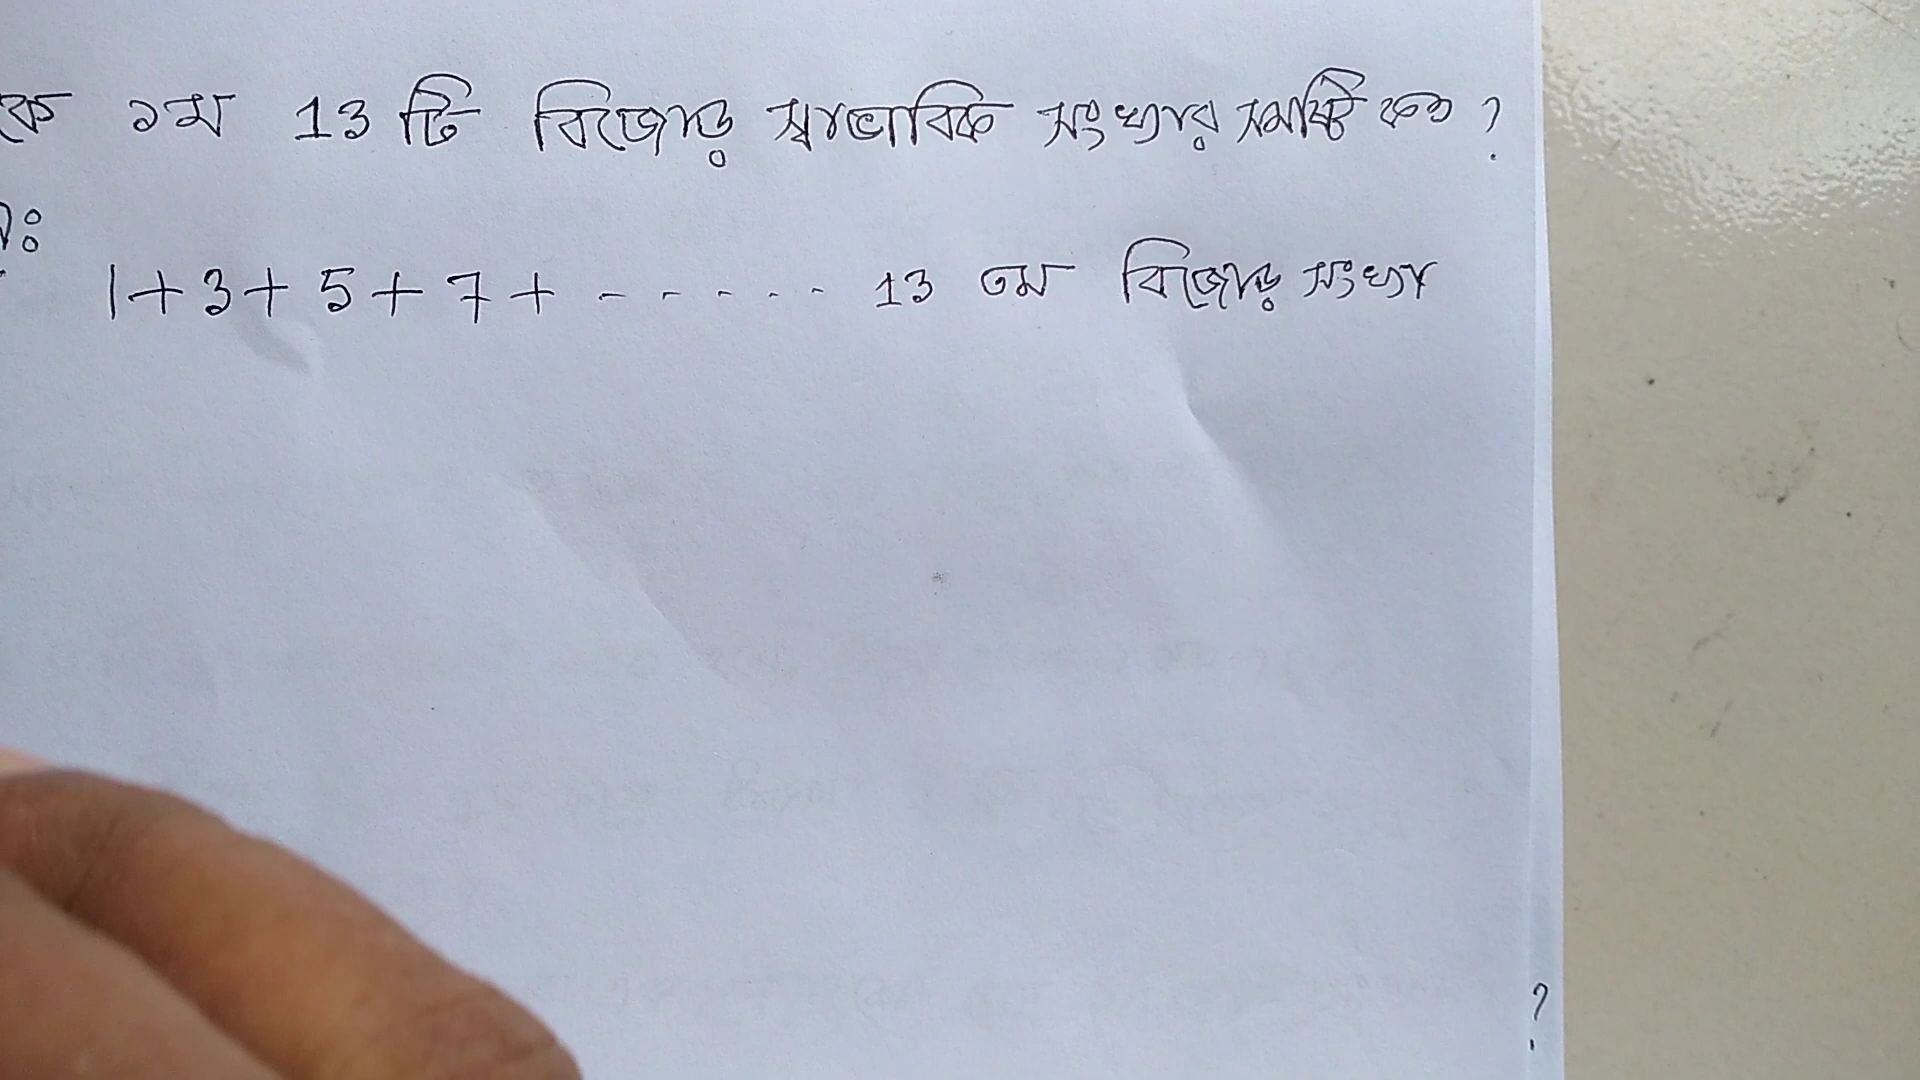 কে ১ম 13 টি বিজোড় স্বাভাবিক সংখ্যার সমষ্টি কত ?
1+3+ 5 + 7 + - - - - - - 13 তম বিজোড় সংখ্যা
?